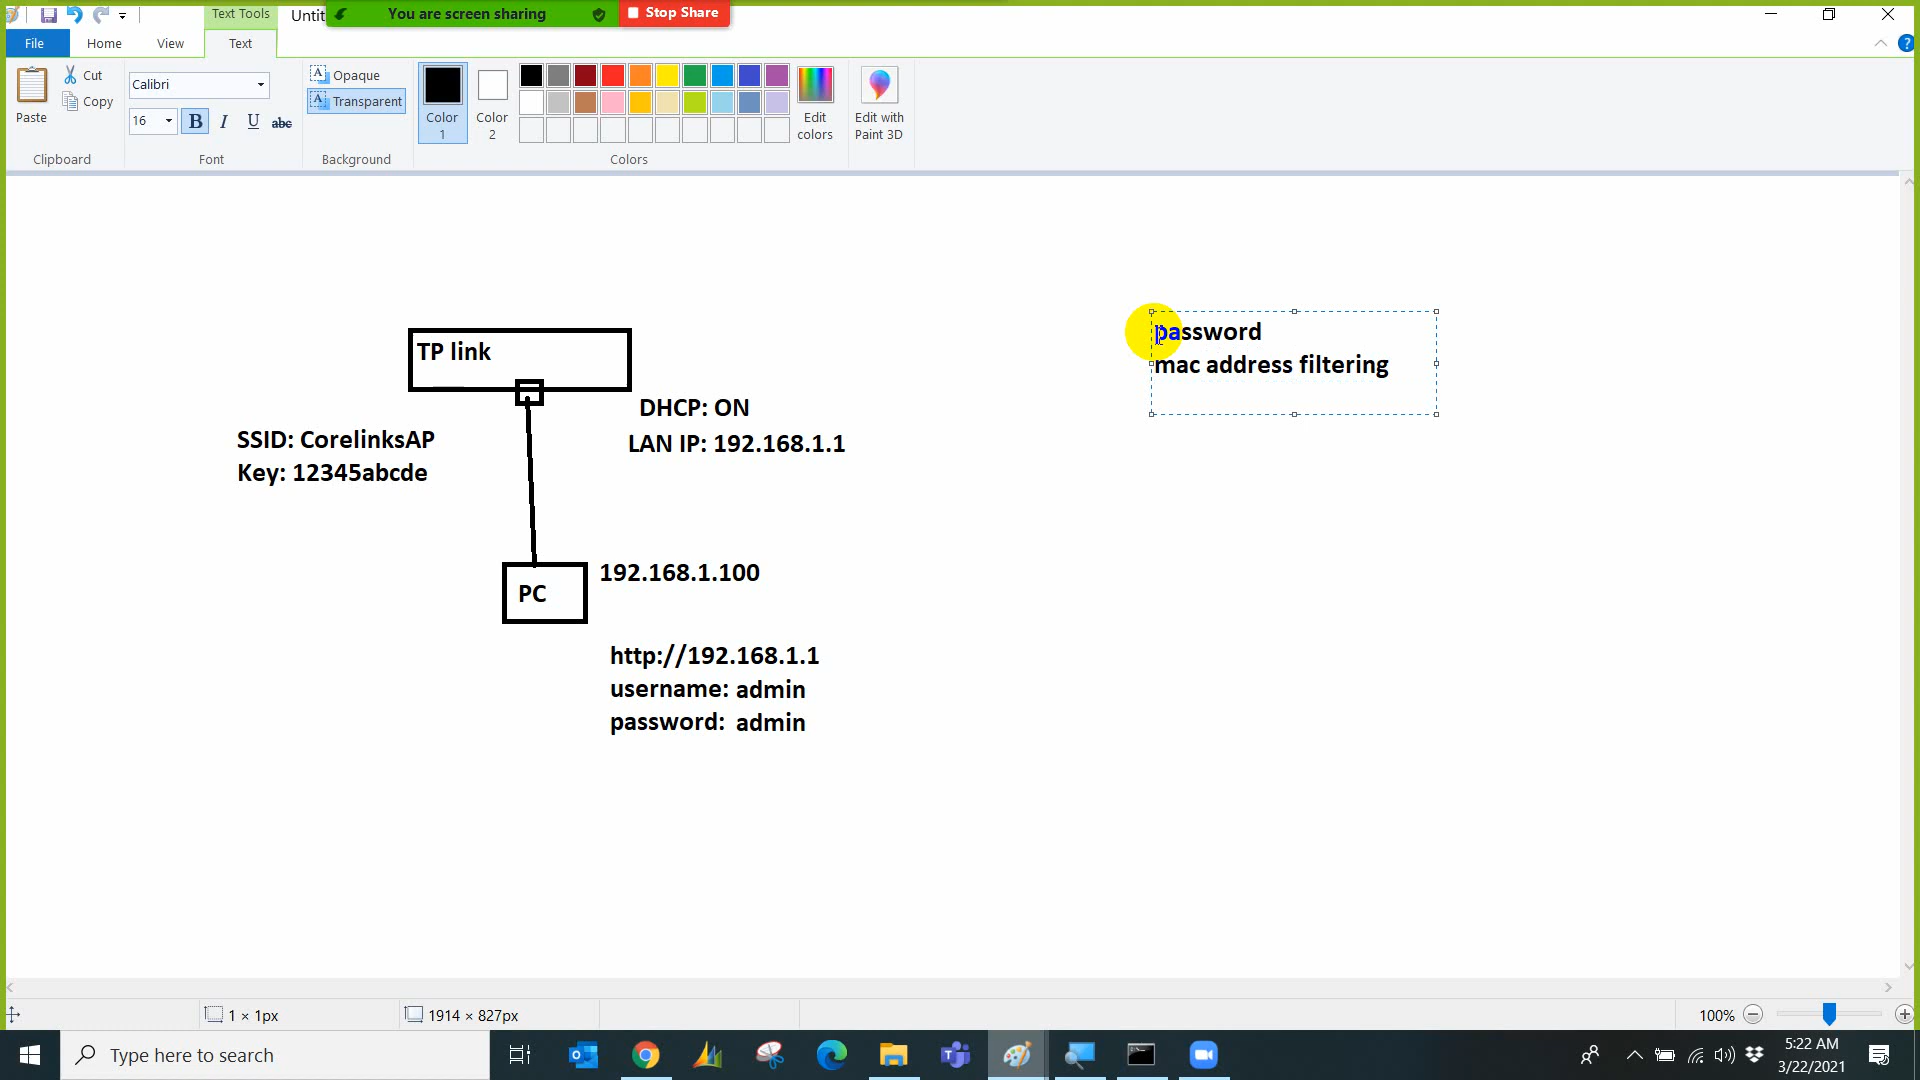 Text Tools
Untit
You are screen sharing
Stop Share
File
Home
View
Text
?
Paste
Cut
Copy
Clipboard
Calibri
16
B I U abc
Font
Opaque
Transparent
Background
Color 1
Color 2
Colors
Edit colors
Edit with Paint 3D
TP link
DHCP: ON
LAN IP: 192.168.1.1
SSID: CorelinksAP
Key: 12345abcde
PC
192.168.1.100
http://192.168.1.1
username: admin
password: admin
password
mac address filtering
1 × 1px
1914 × 827px
100%
Type here to search
5:22 AM
3/22/2021